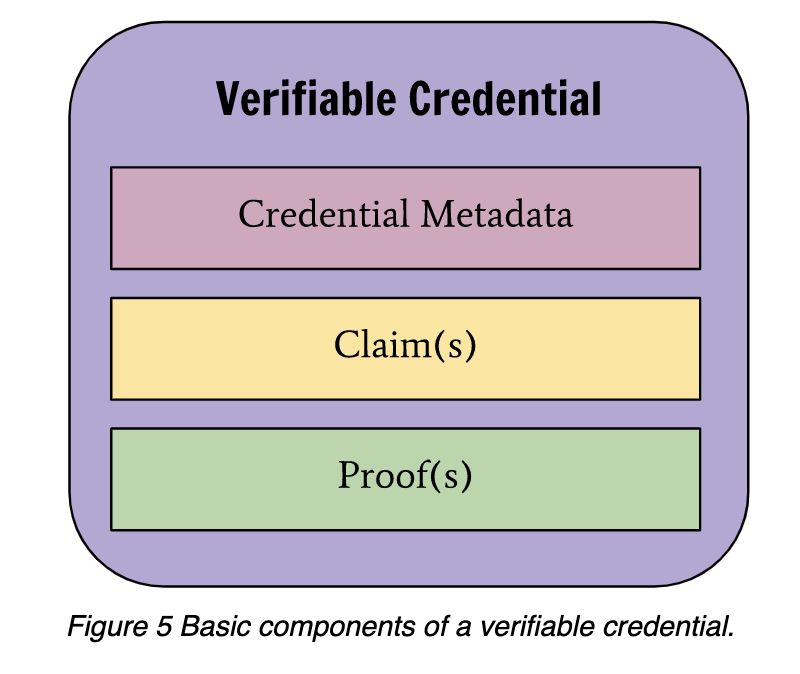 Verifiable Credential
Credential Metadata
Claim(s)
Proof(s)
Figure 5 Basic components of a verifiable credential.